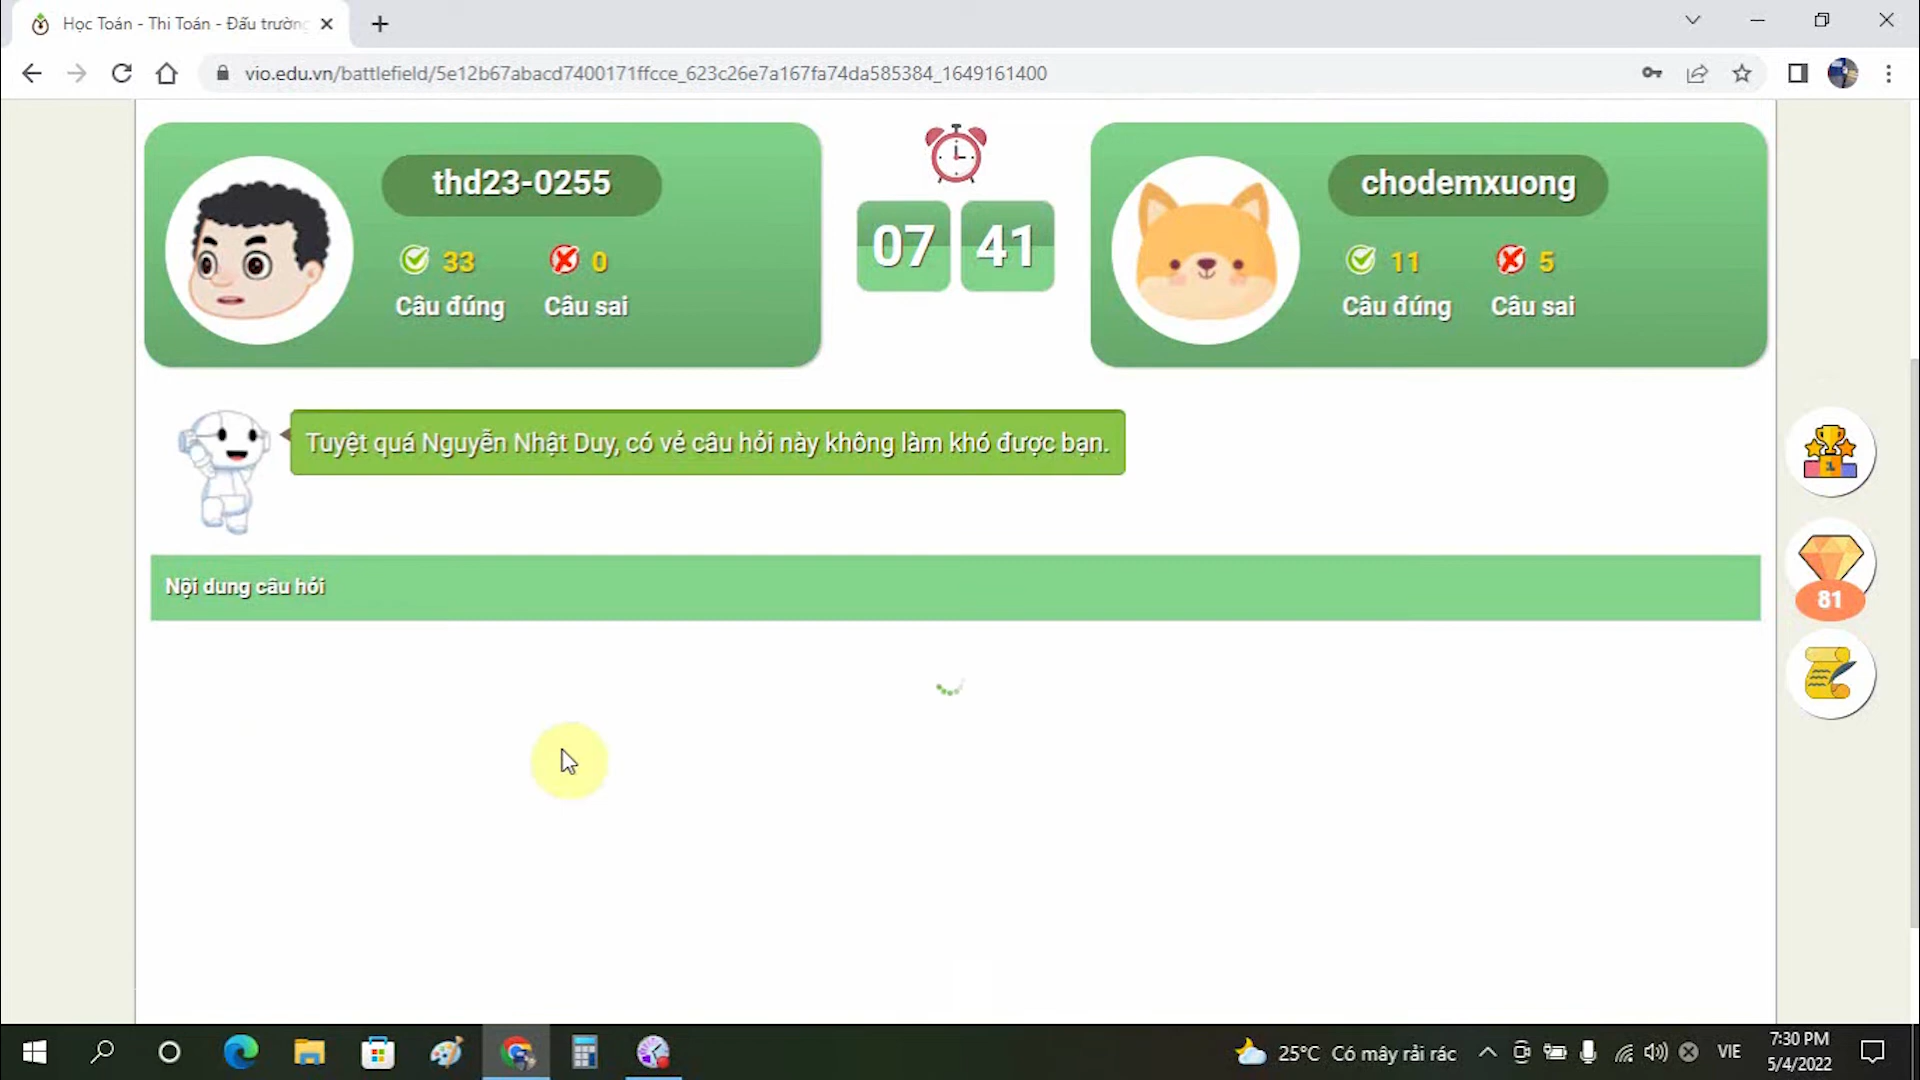 Học Toán - Thi Toán - Đấu trường
vio.edu.vn/battlefield/5e12b67abacd7400171ffcce_623c26e7a167fa74da585384_1649161400
thd23-0255
33
0
Câu đúng
Câu sai
07
41
chodemxuong
11
5
Câu đúng
Câu sai
Tuyệt quá Nguyễn Nhật Duy, có vẻ câu hỏi này không làm khó được bạn.
1
81
Nội dung câu hỏi
25°C Có mây rải rác
VIE
7:30 PM
5/4/2022